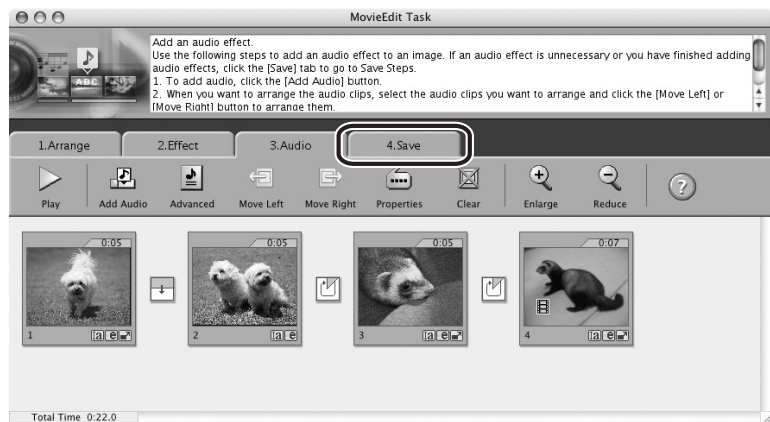 MovieEdit Task
ABC
Add an audio effect.
Use the following steps to add an audio effect to an image. If an audio effect is unnecessary or you have finished adding
audio effects, click the [Save] tab to go to Save Steps.
1. To add audio, click the [Add Audio] button.
2. When you want to arrange the audio clips, select the audio clips you want to arrange and click the [Move Left] or
[Move Right] button to arrange them.
1.Arrange
2.Effect
3.Audio
4.Save
Play
Add Audio
Advanced
Move Left
Move Right
Properties
Clear
Enlarge
Reduce
?
0:05
0:05
0:05
0:07
1
a e
2
a e
3
a e
4
a e
Total Time 0:22.0